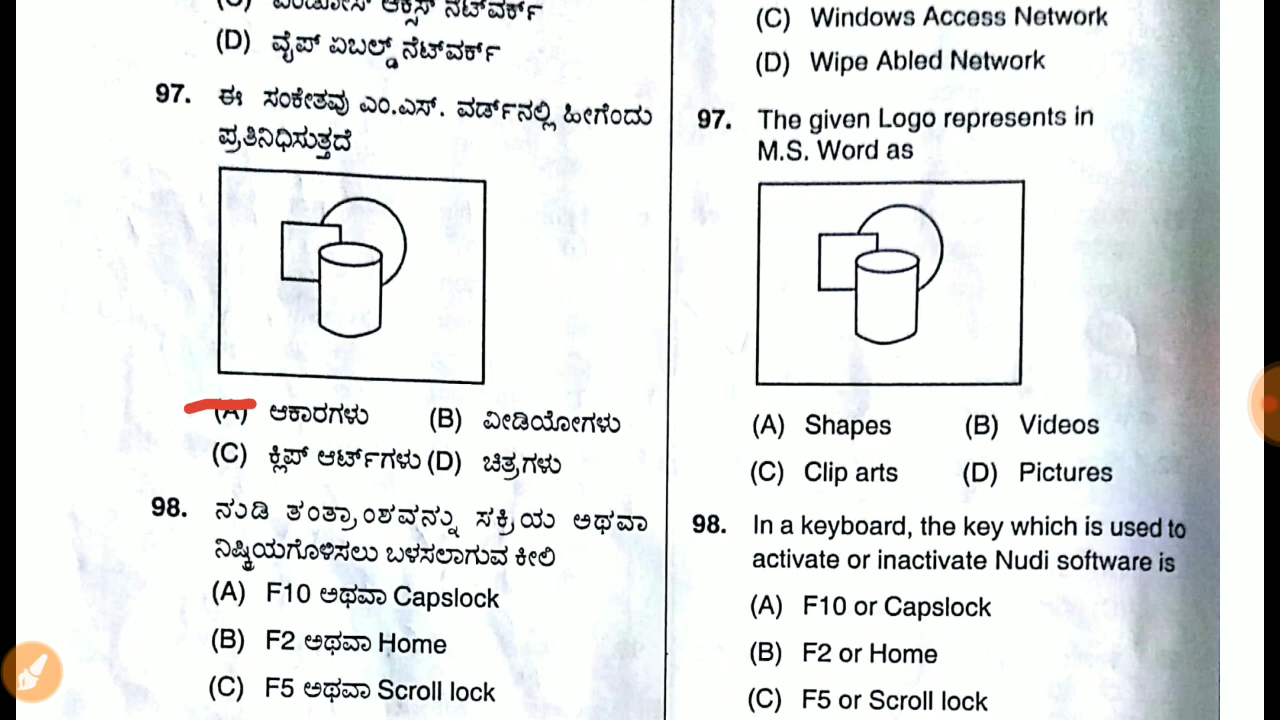 (C) ವಿಂಡೋಸ್ ಆಕ್ಸಸ್ ನೆಟ್‌ವರ್ಕ್
(D) ವೈಪ್ ಏಬಲ್ಡ್ ನೆಟ್‌ವರ್ಕ್
97. ಈ ಸಂಕೇತವು ಎಂ.ಎಸ್. ವರ್ಡ್‌ನಲ್ಲಿ ಹೀಗೆಂದು
ಪ್ರತಿನಿಧಿಸುತ್ತದೆ
(A) ಆಕಾರಗಳು (B) ವೀಡಿಯೋಗಳು
(C) ಕ್ಲಿಪ್ ಆರ್ಟ್‌ಗಳು (D) ಚಿತ್ರಗಳು
98. ನುಡಿ ತಂತ್ರಾಂಶವನ್ನು ಸಕ್ರಿಯ ಅಥವಾ
ನಿಷ್ಕ್ರಿಯಗೊಳಿಸಲು ಬಳಸಲಾಗುವ ಕೀಲಿ
(A) F10 ಅಥವಾ Capslock
(B) F2 ಅಥವಾ Home
(C) F5 ಅಥವಾ Scroll lock
(C) Windows Access Network
(D) Wipe Abled Network
97. The given Logo represents in
M.S. Word as
(A) Shapes (B) Videos
(C) Clip arts (D) Pictures
98. In a keyboard, the key which is used to
activate or inactivate Nudi software is
(A) F10 or Capslock
(B) F2 or Home
(C) F5 or Scroll lock